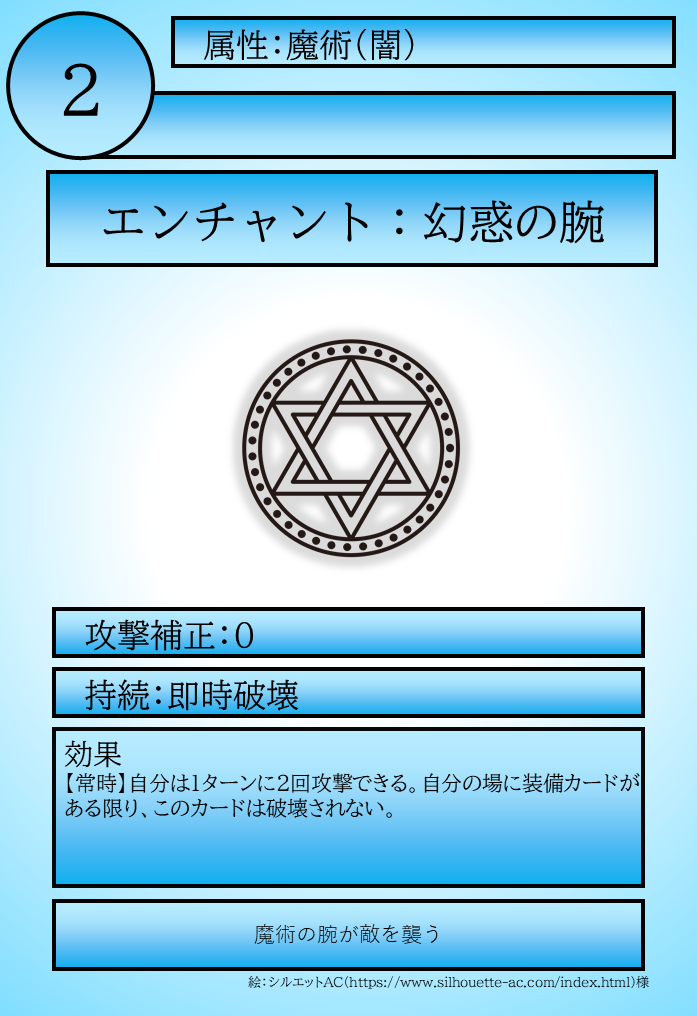 属性：魔術（闇）
2
エンチャント：幻惑の腕
攻撃補正：0
持続：即時破壊
効果
【常時】自分は1ターンに2回攻撃できる。自分の場に装備カードが
ある限り、このカードは破壊されない。
魔術の腕が敵を襲う
絵：シルエットAC（https://www.silhouette-ac.com/index.html）様